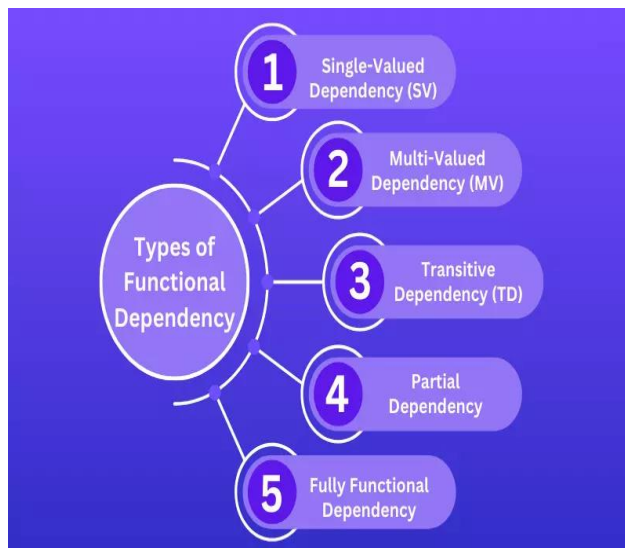 Types of
Functional
Dependency
1
Single-Valued
Dependency (SV)
2
Multi-Valued
Dependency (MV)
3
Transitive
Dependency (TD)
4
Partial
Dependency
5
Fully Functional
Dependency